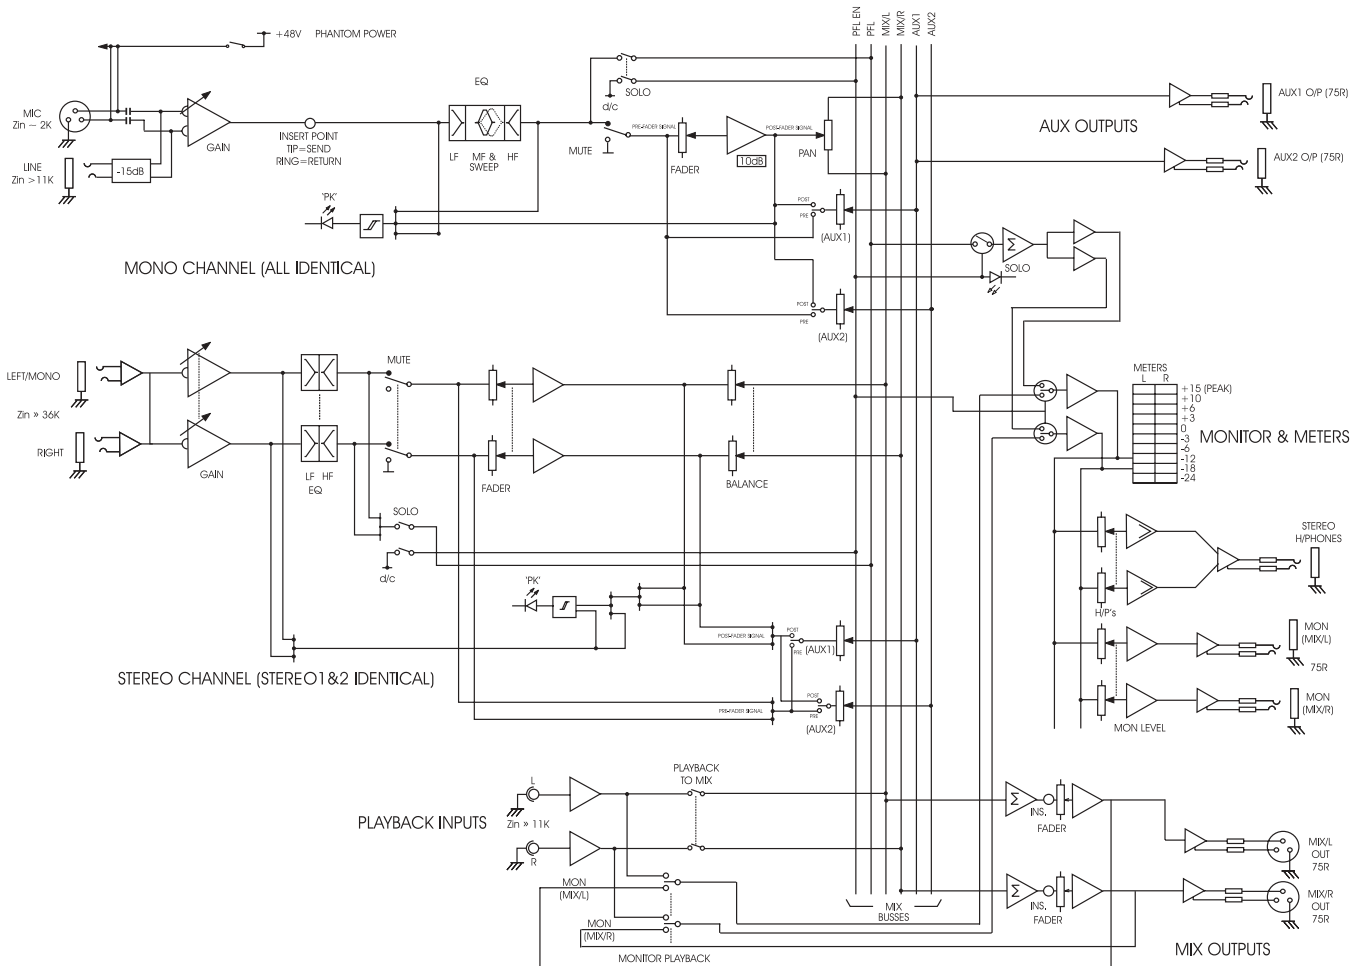 +48V PHANTOM POWER
PFL EN
PFL
MIX/L
MIX/R
AUX1
AUX2
MIC
Zin – 2K
LINE
Zin >11K
-15dB
GAIN
INSERT POINT
TIP=SEND
RING=RETURN
EQ
LF
MF &
SWEEP
HF
SOLO
d/c
MUTE
PRE-FADER SIGNAL
FADER
10dB
POST-FADER SIGNAL
PAN
'PK'
POST
PRE
(AUX1)
POST
PRE
(AUX2)
MONO CHANNEL (ALL IDENTICAL)
AUX1 O/P (75R)
AUX OUTPUTS
AUX2 O/P (75R)
Σ
SOLO
LEFT/MONO
Zin » 36K
RIGHT
GAIN
LF HF
EQ
MUTE
FADER
BALANCE
SOLO
d/c
'PK'
POST-FADER SIGNAL
POST
PRE
(AUX1)
PRE-FADER SIGNAL
POST
PRE
(AUX2)
STEREO CHANNEL (STEREO1&2 IDENTICAL)
METERS
L R
+15 (PEAK)
+10
+6
+3
0
-3
-6
-12
-18
-24
MONITOR & METERS
STEREO
H/PHONES
H/P's
MON
(MIX/L)
75R
MON
(MIX/R)
MON LEVEL
PLAYBACK INPUTS
L
Zin » 11K
R
PLAYBACK
TO MIX
MON
(MIX/L)
MON
(MIX/R)
MONITOR PLAYBACK
MIX
BUSSES
Σ
INS.
FADER
Σ
INS.
FADER
MIX/L
OUT
75R
MIX/R
OUT
75R
MIX OUTPUTS